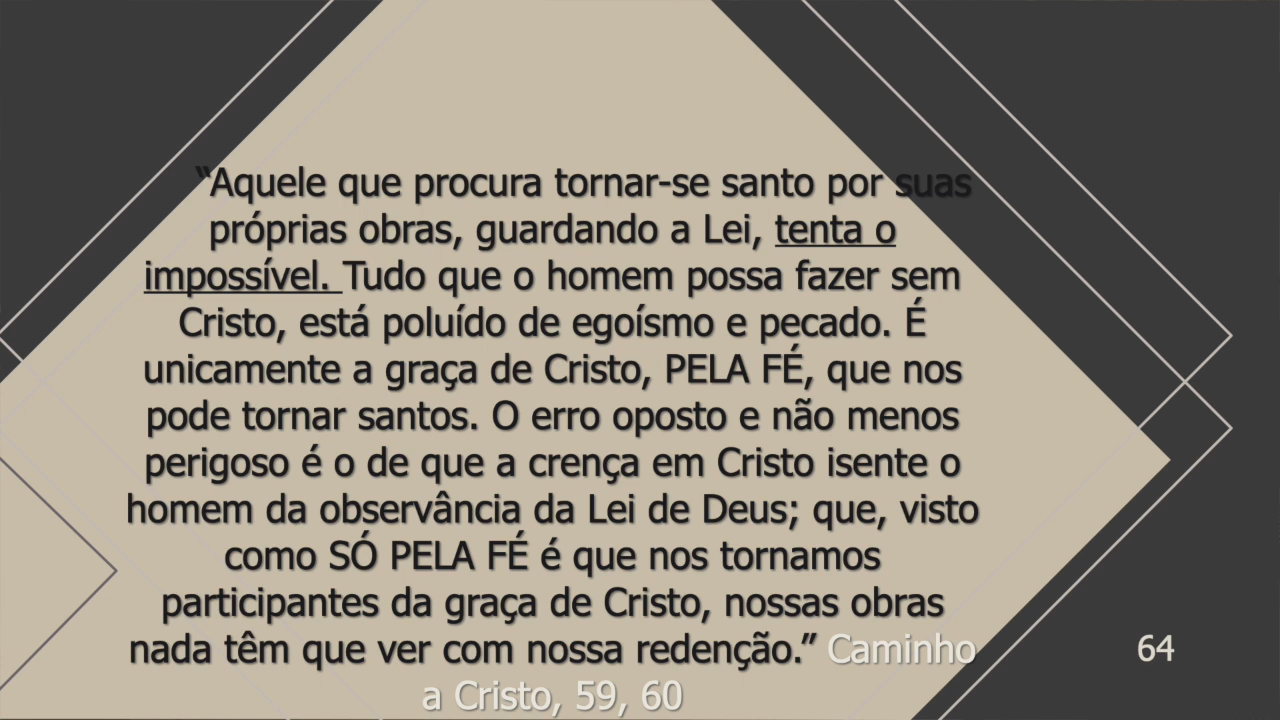 “Aquele que procura tornar-se santo por suas
próprias obras, guardando a Lei, tenta o
impossível. Tudo que o homem possa fazer sem
Cristo, está poluído de egoísmo e pecado. É
unicamente a graça de Cristo, PELA FÉ, que nos
pode tornar santos. O erro oposto e não menos
perigoso é o de que a crença em Cristo isente o
homem da observância da Lei de Deus; que, visto
como SÓ PELA FÉ é que nos tornamos
participantes da graça de Cristo, nossas obras
nada têm que ver com nossa redenção.” Caminho
a Cristo, 59, 60
64